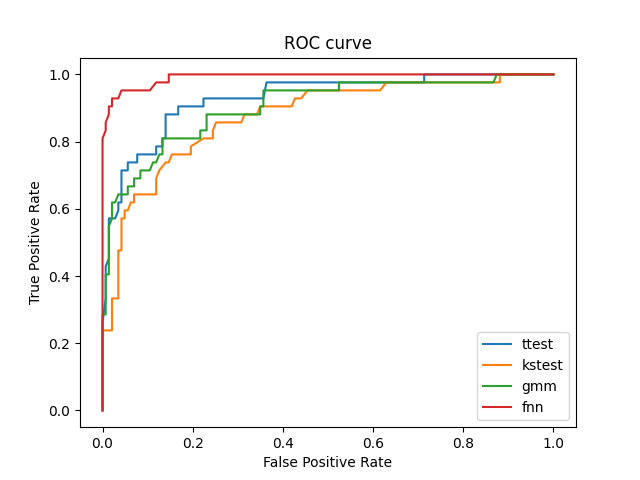 ROC curve
True Positive Rate
1.0
0.8
0.6
0.4
0.2
0.0
0.0 0.2 0.4 0.6 0.8 1.0
False Positive Rate
ttest
kstest
gmm
fnn